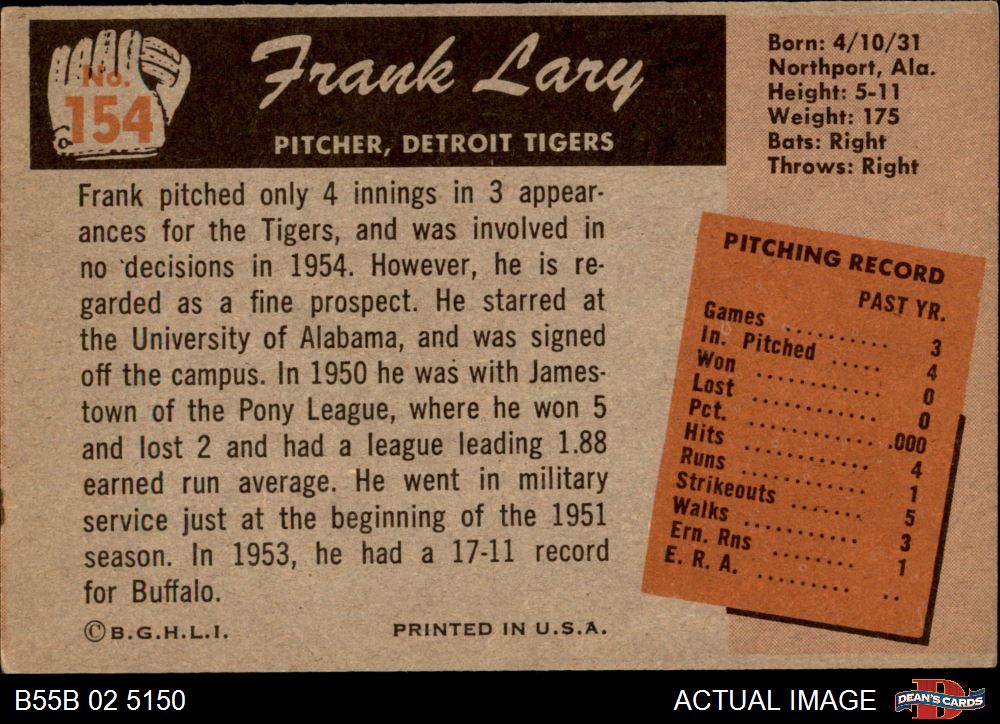 No.
154
Frank Lary
PITCHER, DETROIT TIGERS
Born: 4/10/31
Northport, Ala.
Height: 5-11
Weight: 175
Bats: Right
Throws: Right
Frank pitched only 4 innings in 3 appear-
ances for the Tigers, and was involved in
no decisions in 1954. However, he is re-
garded as a fine prospect. He starred at
the University of Alabama, and was signed
off the campus. In 1950 he was with James-
town of the Pony League, where he won 5
and lost 2 and had a league leading 1.88
earned run average. He went in military
service just at the beginning of the 1951
season. In 1953, he had a 17-11 record
for Buffalo.
©B.G.H.L.I. PRINTED IN U.S.A.
PITCHING RECORD
PAST YR.
Games .......... 3
In. Pitched ..... 4
Won ............ 0
Lost ............ 0
Pct. ............ .000
Hits ............ 4
Runs ............ 1
Strikeouts ....... 5
Walks .......... 3
Ern. Rns ........ 1
E. R. A. ......... ..
B55B 02 5150
ACTUAL IMAGE
D
DEAN'S CARDS